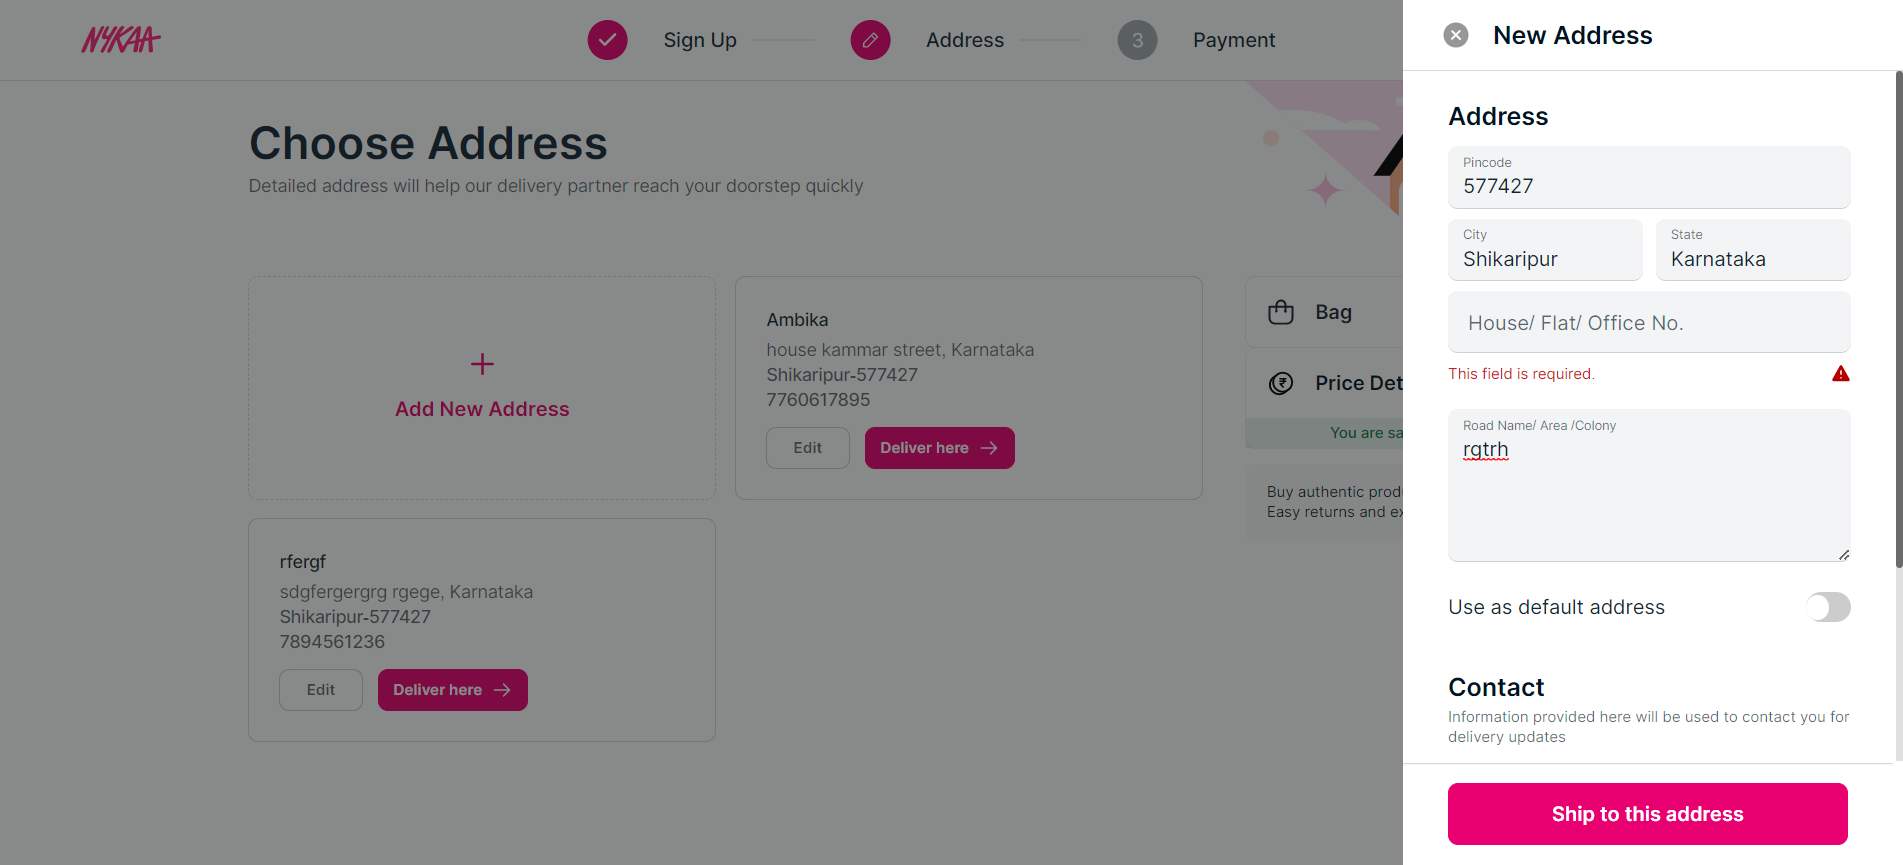 NYKAA
Sign Up
Address
3
Payment
Choose Address
Detailed address will help our delivery partner reach your doorstep quickly
Add New Address
Ambika
house kammar street, Karnataka
Shikaripur-577427
7760617895
Edit
Deliver here
rfergf
sdgfergergrg rgege, Karnataka
Shikaripur-577427
7894561236
Edit
Deliver here
Bag
Price Det
You are sa
Buy authentic produ
Easy returns and ex
New Address
Address
Pincode
577427
City
Shikaripur
State
Karnataka
House/ Flat/ Office No.
This field is required.
Road Name/ Area /Colony
rgtrh
Use as default address
Contact
Information provided here will be used to contact you for
delivery updates
Ship to this address